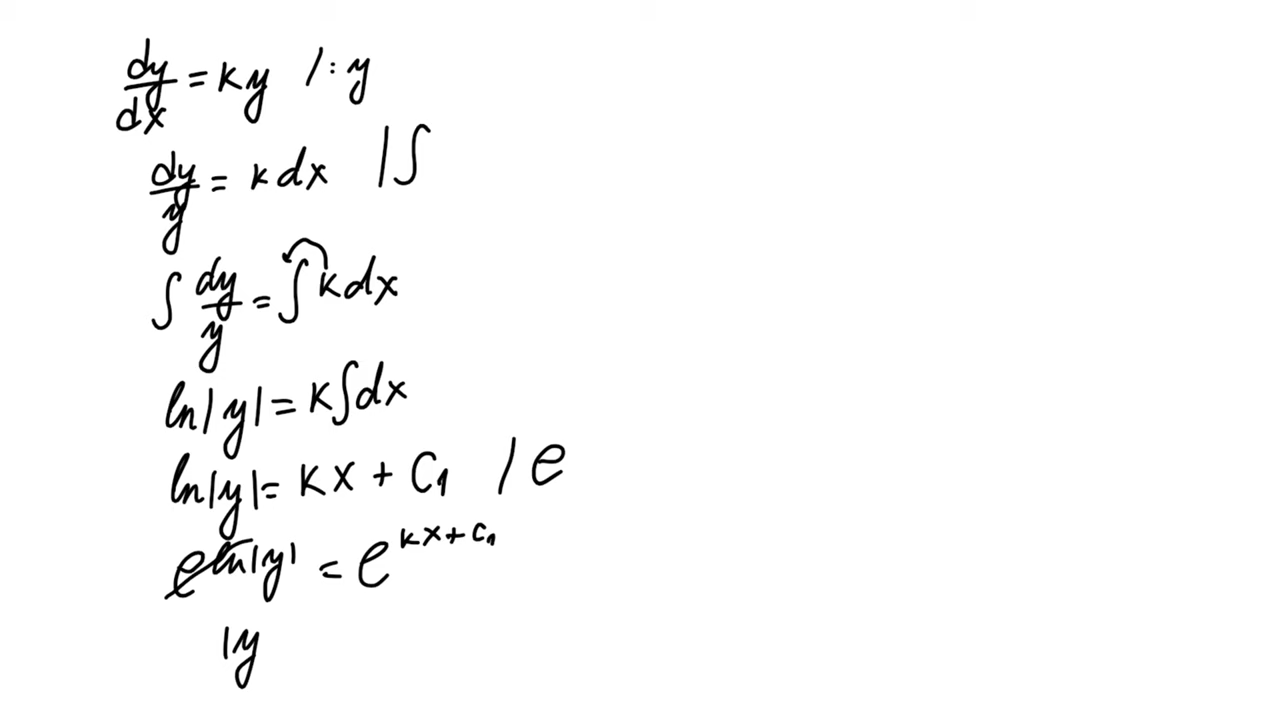 dy/dx = ky /:y
dy/y = k dx |∫
∫ dy/y = ∫ k dx
ln|y| = k∫dx
ln|y| = kx + C₁ / e
e^ln|y| = e^(kx+c₁)
|y